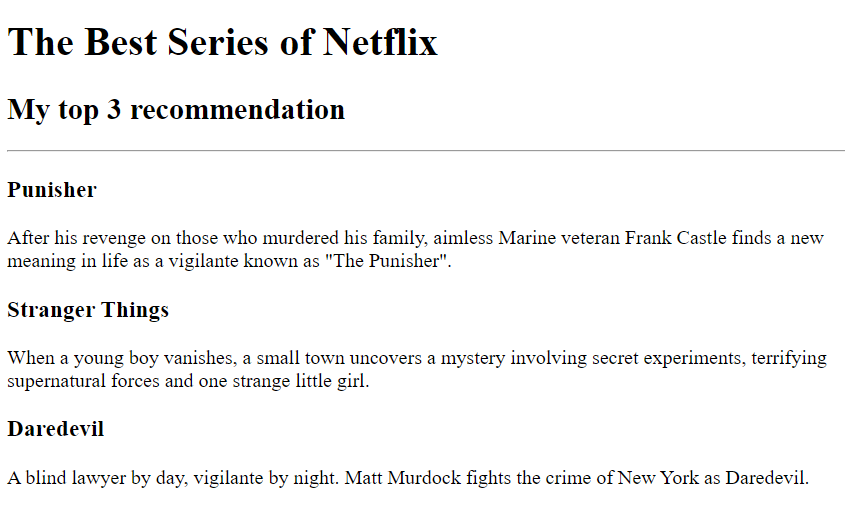 The Best Series of Netflix
My top 3 recommendation
Punisher
After his revenge on those who murdered his family, aimless Marine veteran Frank Castle finds a new
meaning in life as a vigilante known as "The Punisher".
Stranger Things
When a young boy vanishes, a small town uncovers a mystery involving secret experiments, terrifying
supernatural forces and one strange little girl.
Daredevil
A blind lawyer by day, vigilante by night. Matt Murdock fights the crime of New York as Daredevil.